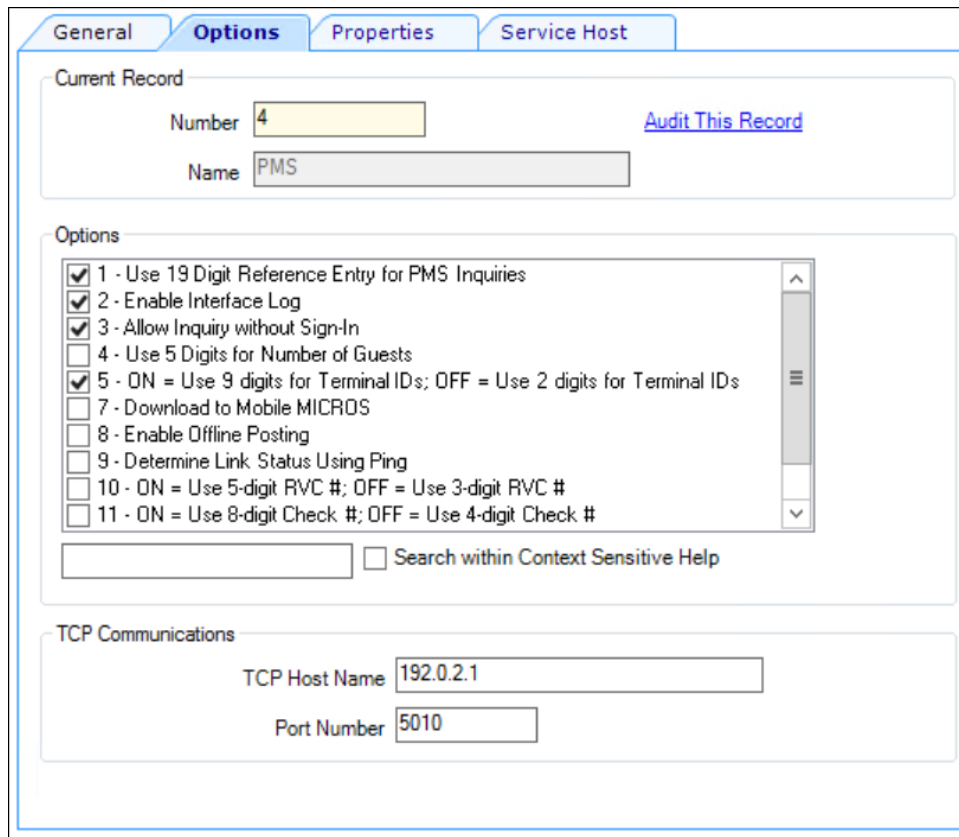 General Options Properties Service Host
Current Record
Number 4 Audit This Record
Name PMS
Options
1 - Use 19 Digit Reference Entry for PMS Inquiries
2 - Enable Interface Log
3 - Allow Inquiry without Sign-In
4 - Use 5 Digits for Number of Guests
5 - ON = Use 9 digits for Terminal IDs; OFF = Use 2 digits for Terminal IDs
7 - Download to Mobile MICROS
8 - Enable Offline Posting
9 - Determine Link Status Using Ping
10 - ON = Use 5-digit RVC #; OFF = Use 3-digit RVC #
11 - ON = Use 8-digit Check #; OFF = Use 4-digit Check #
Search within Context Sensitive Help
TCP Communications
TCP Host Name 192.0.2.1
Port Number 5010